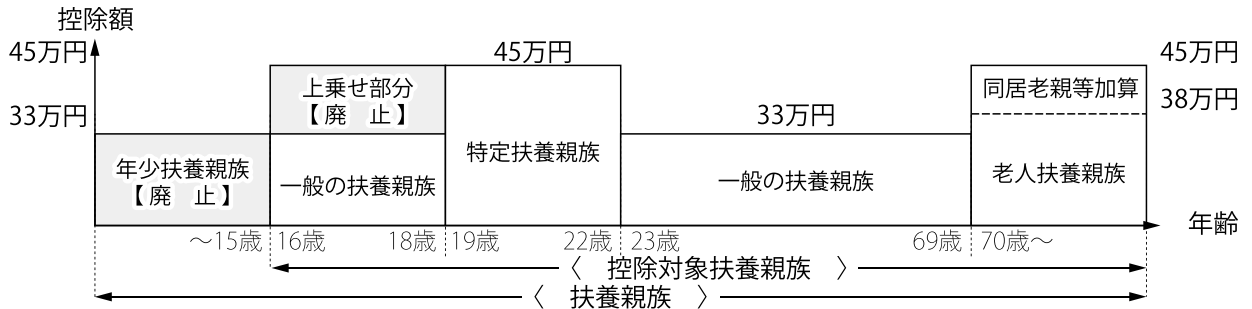 控除額
45万円
33万円
年少扶養親族
【廃　止】
上乗せ部分
【廃　止】
一般の扶養親族
45万円
特定扶養親族
33万円
一般の扶養親族
45万円
38万円
同居老親等加算
老人扶養親族
年齢
～15歳
16歳
18歳
19歳
22歳
23歳
69歳
70歳～
〈　控除対象扶養親族　〉
〈　扶養親族　〉